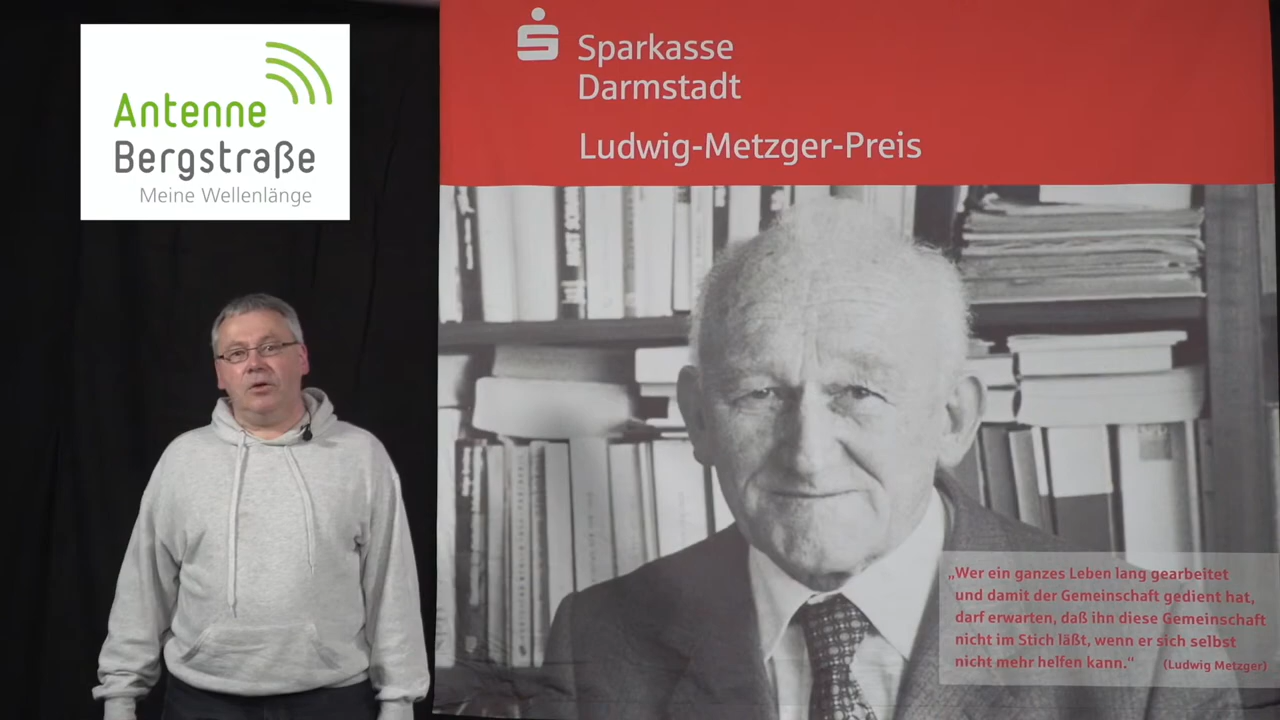 Antenne
Bergstraße
Meine Wellenlänge
Sparkasse
Darmstadt
Ludwig-Metzger-Preis
„Wer ein ganzes Leben lang gearbeitet
und damit der Gemeinschaft gedient hat,
darf erwarten, daß ihn diese Gemeinschaft
nicht im Stich läßt, wenn er sich selbst
nicht mehr helfen kann.“ (Ludwig Metzger)